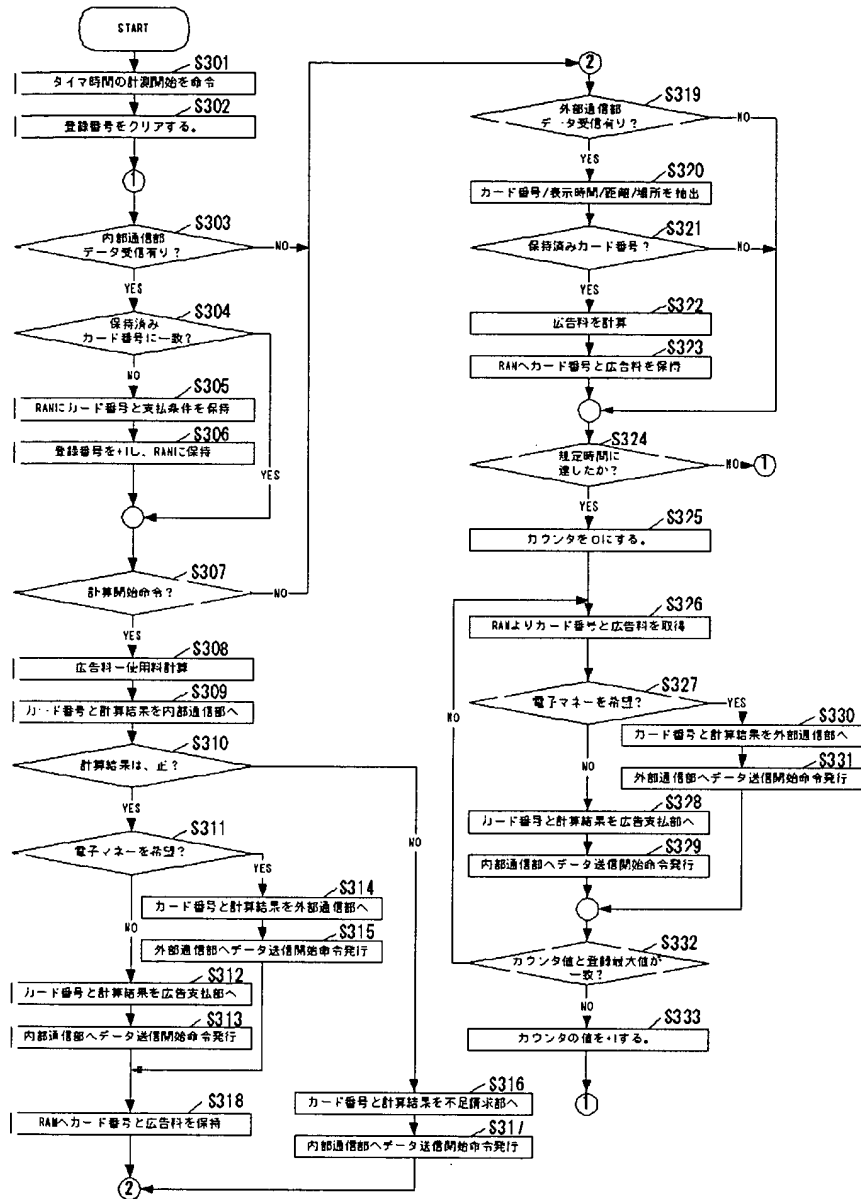 START
S301
タイマ時間の計測開始を命令
S302
登録番号をクリアする。
1
S303
内部通信部
データ受信有り?
NO
YES
S304
保持済み
カード番号に一致?
NO
S305
RAMにカード番号と支払条件を保持
S306
登録番号を+1し、RAMに保持
YES
S307
計算開始命令?
NO
YES
S308
広告料ー使用料計算
S309
カード番号と計算結果を内部通信部へ
S310
計算結果は、正?
YES
NO
S311
電子マネーを希望?
YES
NO
S314
カード番号と計算結果を外部通信部へ
S315
外部通信部へデータ送信開始命令発行
S312
カード番号と計算結果を広告支払部へ
S313
内部通信部へデータ送信開始命令発行
S316
カード番号と計算結果を不足請求部へ
S317
内部通信部へデータ送信開始命令発行
S318
RAMへカード番号と広告料を保持
2
2
S319
外部通信部
データ受信有り?
NO
YES
S320
カード番号/表示時間/距離/場所を抽出
S321
保持済みカード番号?
NO
YES
S322
広告料を計算
S323
RAMへカード番号と広告料を保持
S324
規定時間に
達したか?
NO
1
YES
S325
カウンタを0にする。
S326
RAMよりカード番号と広告料を取得
S327
電子マネーを希望?
YES
NO
S330
カード番号と計算結果を外部通信部へ
S331
外部通信部へデータ送信開始命令発行
S328
カード番号と計算結果を広告支払部へ
S329
内部通信部へデータ送信開始命令発行
NO
S332
カウンタ値と登録最大値が
一致?
NO
S333
カウンタの値を+1する。
1